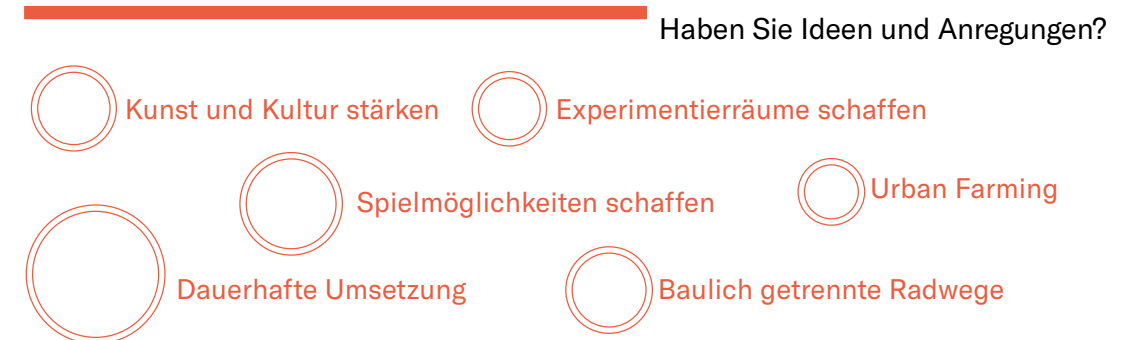 Haben Sie Ideen und Anregungen?
Kunst und Kultur stärken
Experimentierräume schaffen
Spielmöglichkeiten schaffen
Urban Farming
Dauerhafte Umsetzung
Baulich getrennte Radwege